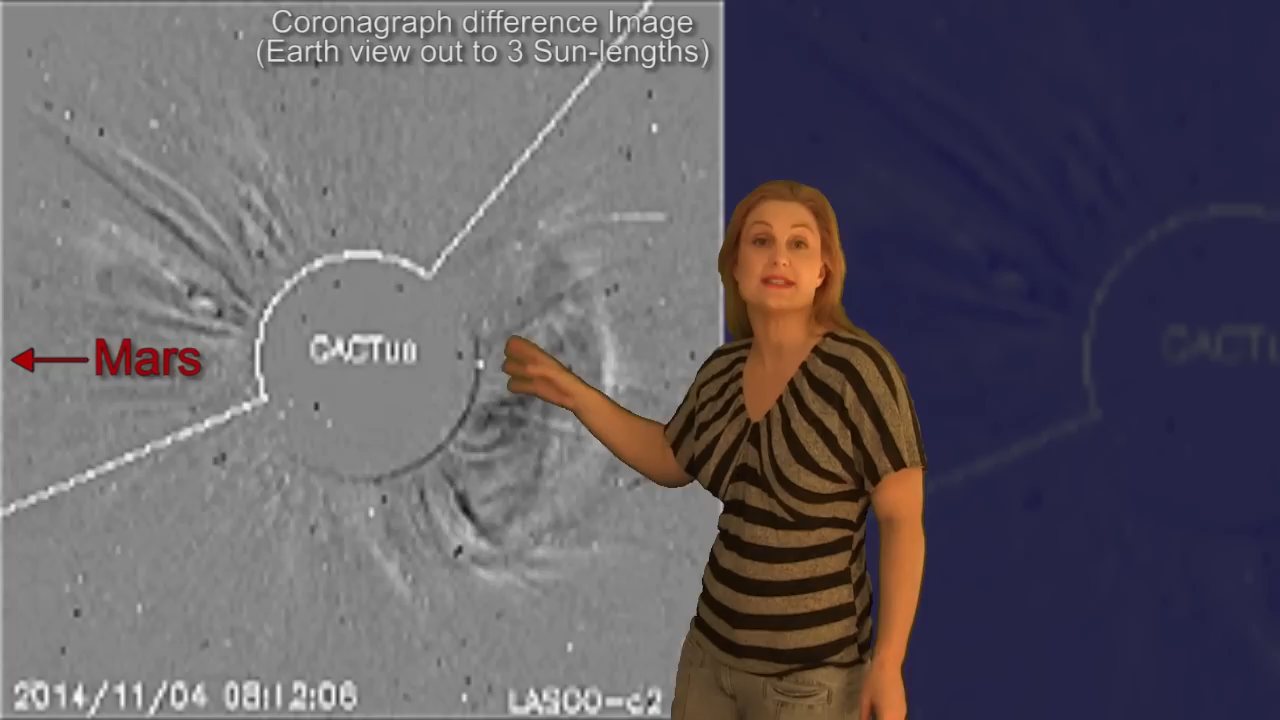 Coronagraph difference Image
(Earth view out to 3 Sun-lengths)
CACTus
CACTu
Mars
2014/11/04 08:12:06
LASCO-c2